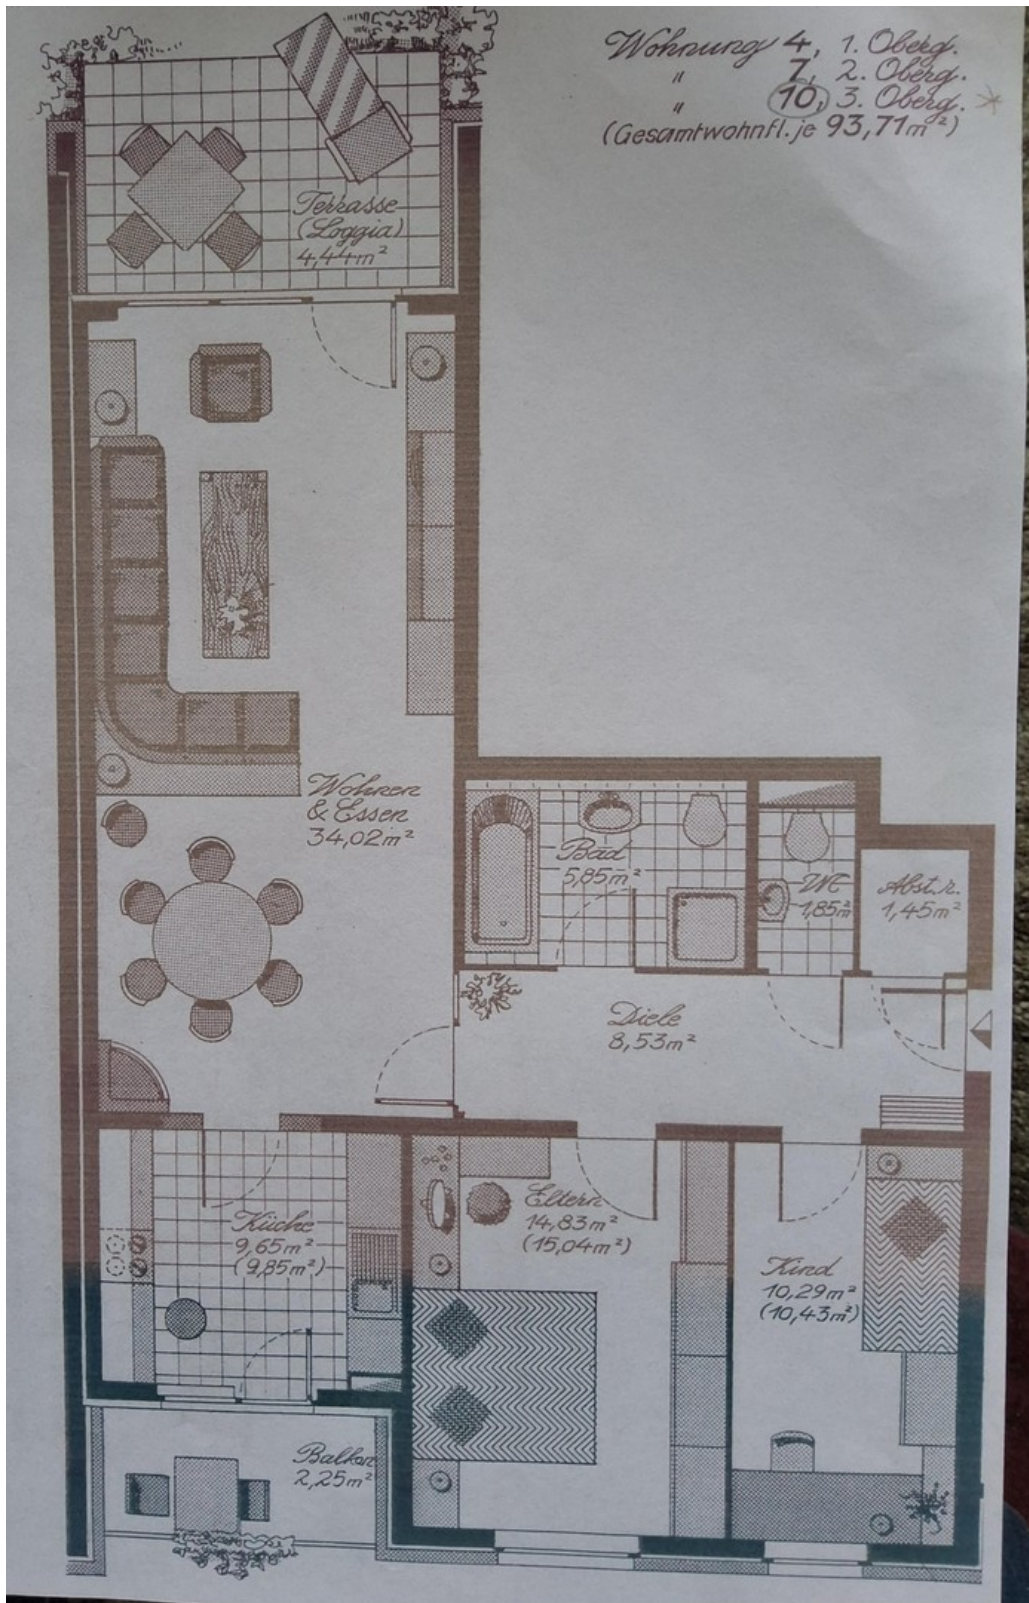 Wohnung 4, 1. Oberg.
" 7, 2. Oberg.
" 10, 3. Oberg.
(Gesamtwohnfl. je 93,71m²)
Terrasse
(Loggia)
4,44m²
Wohnen
& Essen
34,02m²
Bad
5,85m²
WC
1,85m²
Abst.r.
1,45m²
Diele
8,53m²
Küche
9,65m²
(9,85m²)
Eltern
14,83m²
(15,04m²)
Kind
10,29m²
(10,43m²)
Balkon
2,25m²